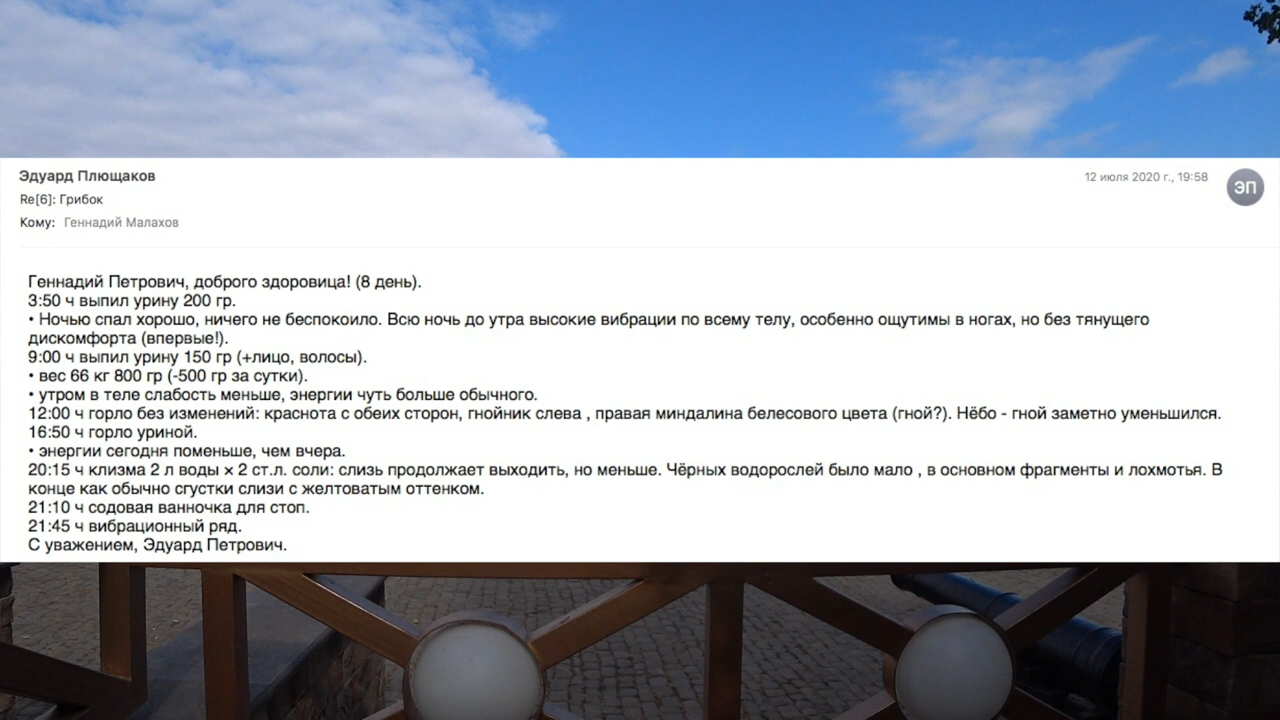 Эдуард Плющаков
12 июля 2020 г., 19:58
ЭП
Re[6]: Грибок
Кому: Геннадий Малахов
Геннадий Петрович, доброго здоровица! (8 день).
3:50 ч выпил урину 200 гр.
• Ночью спал хорошо, ничего не беспокоило. Всю ночь до утра высокие вибрации по всему телу, особенно ощутимы в ногах, но без тянущего
дискомфорта (впервые!).
9:00 ч выпил урину 150 гр (+лицо, волосы).
• вес 66 кг 800 гр (-500 гр за сутки).
• утром в теле слабость меньше, энергии чуть больше обычного.
12:00 ч горло без изменений: краснота с обеих сторон, гнойник слева , правая миндалина белесового цвета (гной?). Нёбо - гной заметно уменьшился.
16:50 ч горло уриной.
• энергии сегодня поменьше, чем вчера.
20:15 ч клизма 2 л воды × 2 ст.л. соли: слизь продолжает выходить, но меньше. Чёрных водорослей было мало , в основном фрагменты и лохмотья. В
конце как обычно сгустки слизи с желтоватым оттенком.
21:10 ч содовая ванночка для стоп.
21:45 ч вибрационный ряд.
С уважением, Эдуард Петрович.